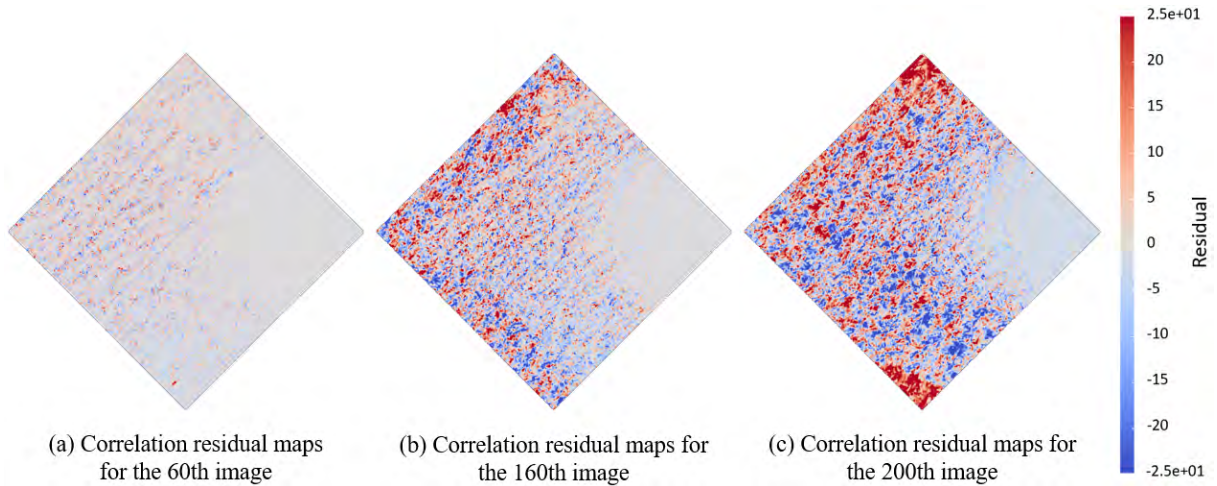 2.5e+01
20
15
10
5
0
-5
-10
-15
-20
-2.5e+01
Residual
(a) Correlation residual maps
for the 60th image
(b) Correlation residual maps for
the 160th image
(c) Correlation residual maps for
the 200th image